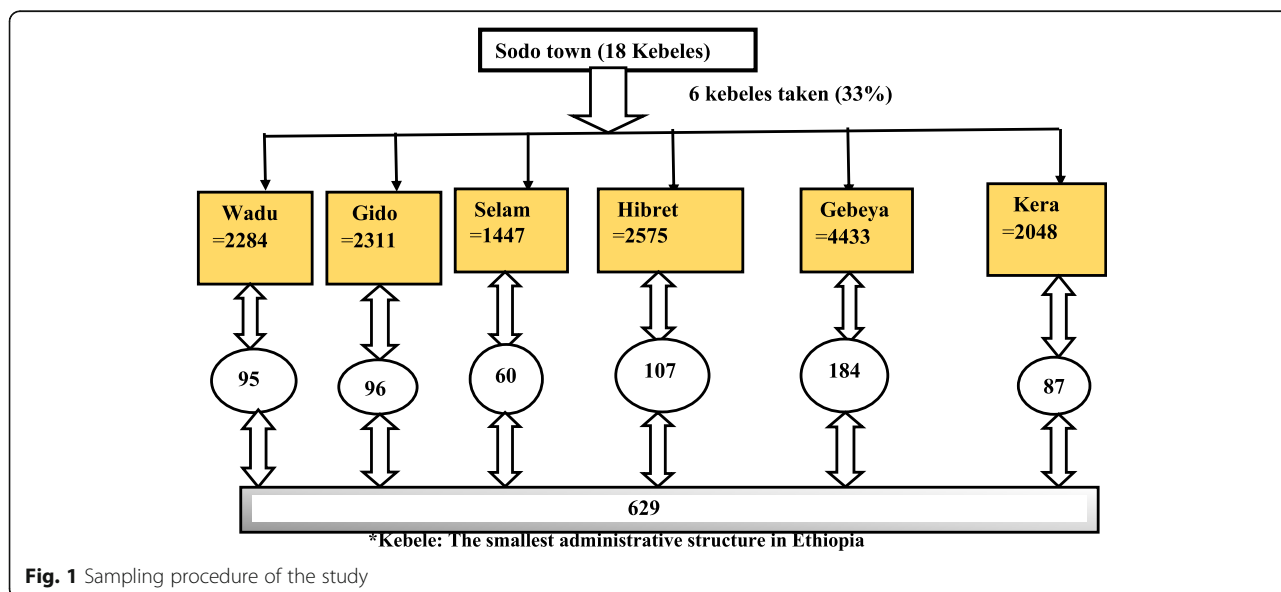 Sodo town (18 Kebeles)
6 kebeles taken (33%)
Wadu
=2284
Gido
=2311
Selam
=1447
Hibret
=2575
Gebeya
=4433
Kera
=2048
95
96
60
107
184
87
629
*Kebele: The smallest administrative structure in Ethiopia
Fig. 1 Sampling procedure of the study